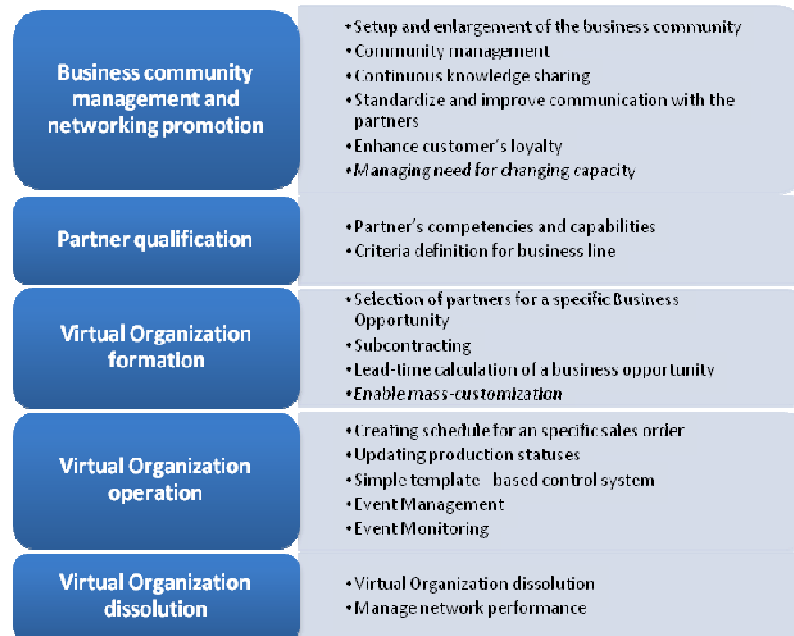 Business community
management and
networking promotion
• Setup and enlargement of the business community
• Community management
• Continuous knowledge sharing
• Standardize and improve communication with the
partners
• Enhance customer's loyalty
• Managing need for changing capacity
Partner qualification
• Partner's competencies and capabilities
• Criteria definition for business line
Virtual Organization
formation
• Selection of partners for a specific Business
Opportunity
• Subcontracting
• Lead-time calculation of a business opportunity
• Enable mass-customization
Virtual Organization
operation
• Creating schedule for an specific sales order
• Updating production statuses
• Simple template based control system
• Event Management
• Event Monitoring
Virtual Organization
dissolution
• Virtual Organization dissolution
• Manage network performance